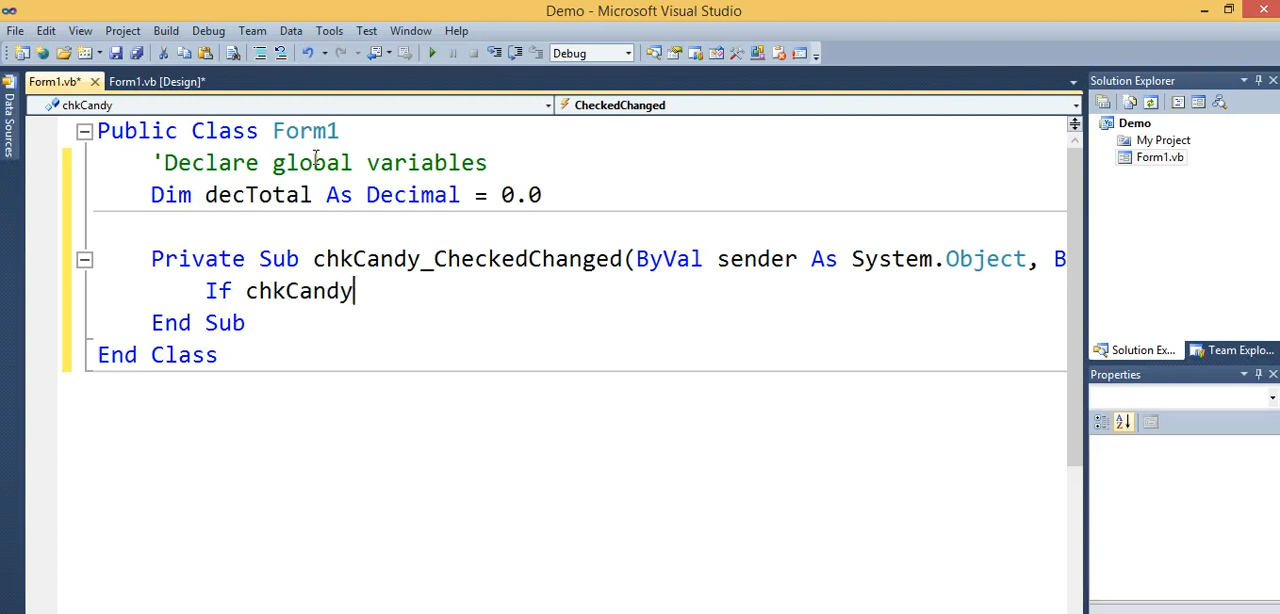 Demo - Microsoft Visual Studio
File Edit View Project Build Debug Team Data Tools Test Window Help
Debug
Form1.vb* Form1.vb [Design]*
Solution Explorer
chkCandy CheckedChanged
Data Sources
Public Class Form1
'Declare global variables
Dim decTotal As Decimal = 0.0
Private Sub chkCandy_CheckedChanged(ByVal sender As System.Object, B
If chkCandy
End Sub
End Class
Demo
My Project
Form1.vb
Solution Ex... Team Explo...
Properties